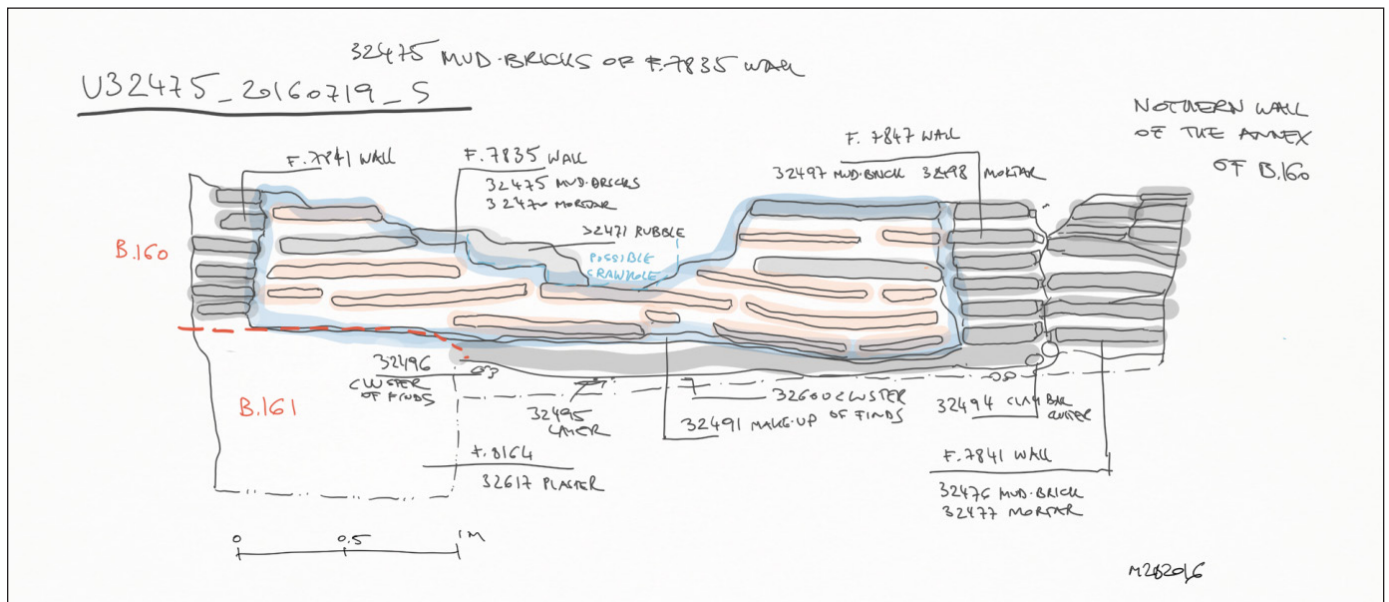 32475 MUD-BRICKS OF F.7835 WALL
U32475_20160719_S
NOTHERN WALL
OF THE ANNEX
OF B.160
F.7841 WALL
F.7835 WALL
32475 MUD-BRICKS
32476 MORTAR
32471 RUBBLE
POSSIBLE
CRAWHOLE
F. 7847 WALL
32497 MUD-BRICK 32498 MORTAR
B.160
B.161
32496
CLUSTER
OF FINDS
32495
LAYER
32600 CLUSTER
OF FINDS
32491 MAKE-UP
32494 CLAY BALL
CLUSTER
F.8164
32617 PLASTER
F.7841 WALL
32476 MUD-BRICK
32477 MORTAR
0 0.5 1m